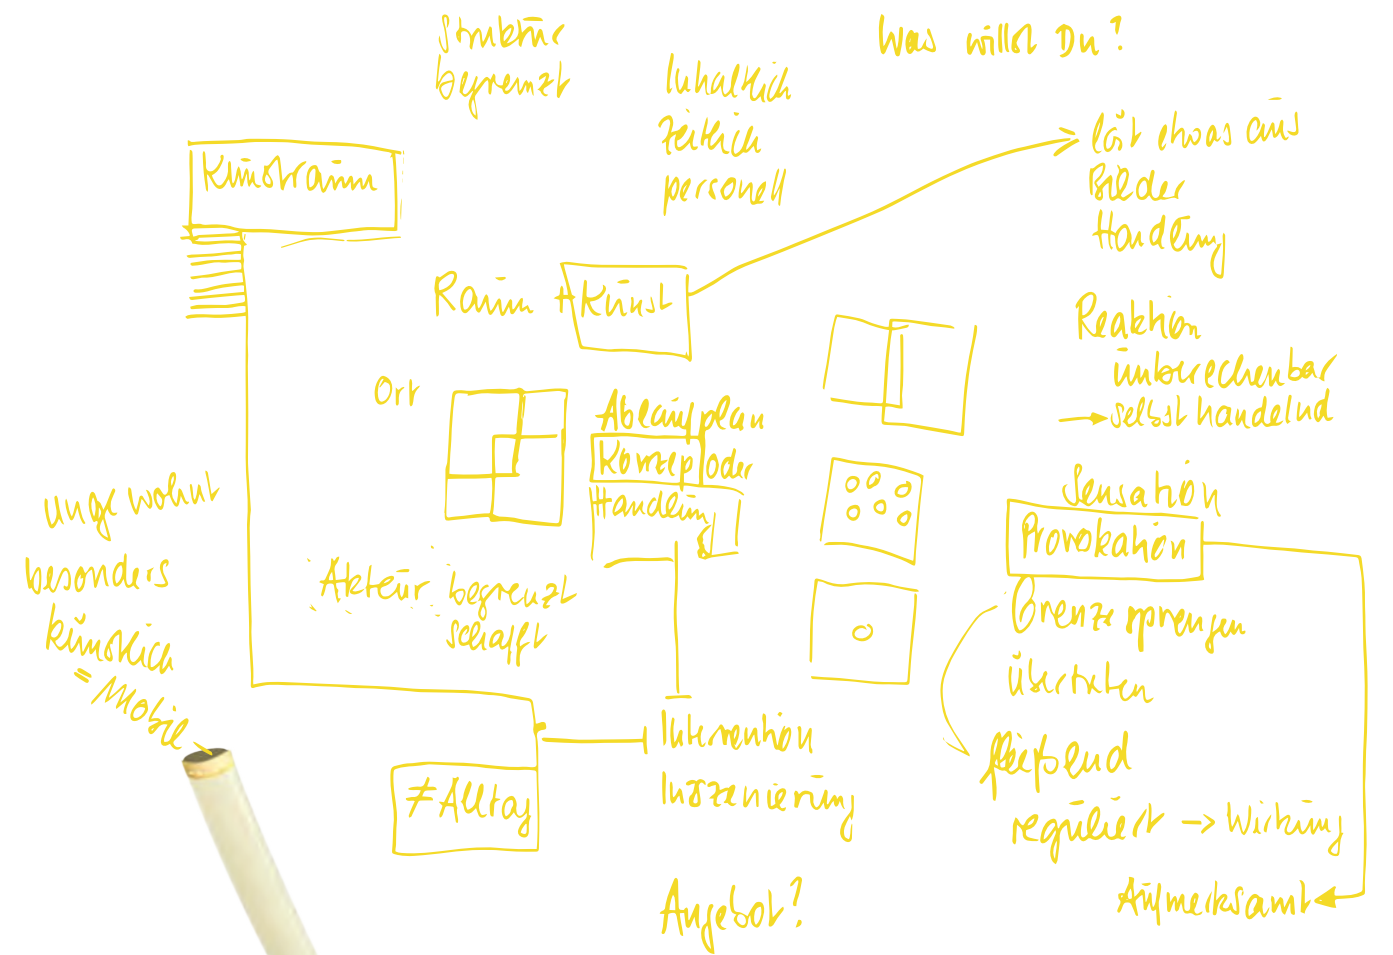 Struktur
begrenzt
Inhaltlich
Zeitlich
personell
Was willst Du?
Kunstraum
löst etwas aus
Bilder
Handlung
Raum + Kunst
Reaktion
unberechenbar
selbst handelnd
Ort
Ablaufplan
Konzept oder
Handlung
Sensation
Provokation
ungewohnt
besonders
künstlich
= Mobil
Akteur begrenzt
schafft
Grenze sprengen
übertreten
fließend
reguliert → Wirkung
Aufmerksamt
Intervention
Inszenierung
≠ Alltag
Angebot?